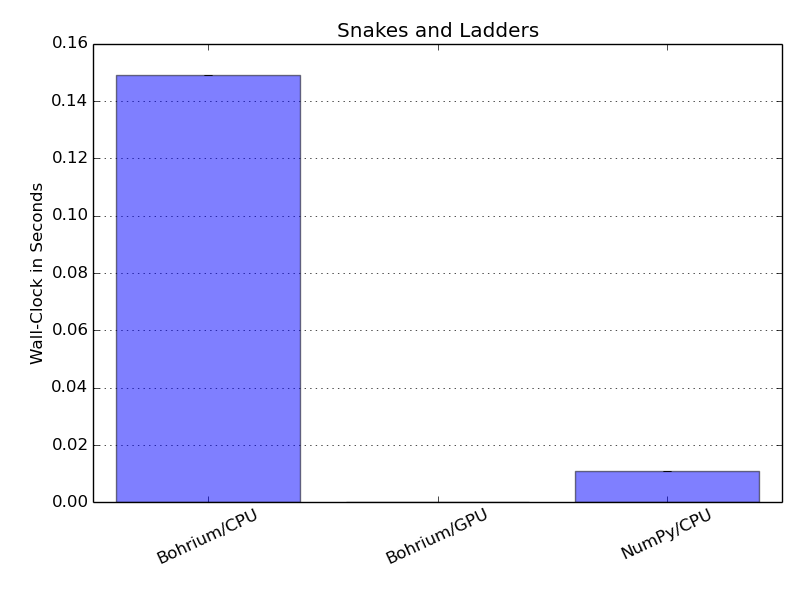 Snakes and Ladders
Wall-Clock in Seconds
0.16
0.14
0.12
0.10
0.08
0.06
0.04
0.02
0.00
Bohrium/CPU
Bohrium/GPU
NumPy/CPU